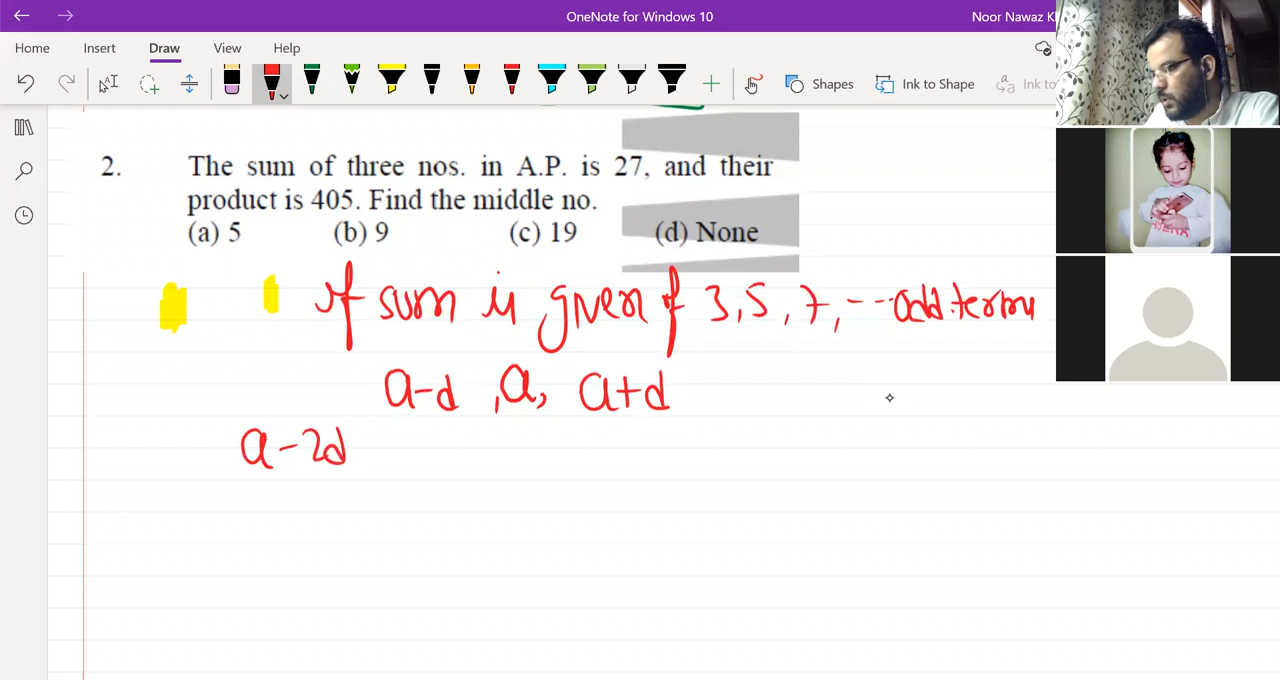 OneNote for Windows 10
Noor Nawaz Kh
Home Insert Draw View Help
Shapes Ink to Shape Ink to
2. The sum of three nos. in A.P. is 27, and their
product is 405. Find the middle no.
(a) 5 (b) 9 (c) 19 (d) None
If sum is given of 3, 5, 7, --- odd term
a-d , a, a+d
a-2d